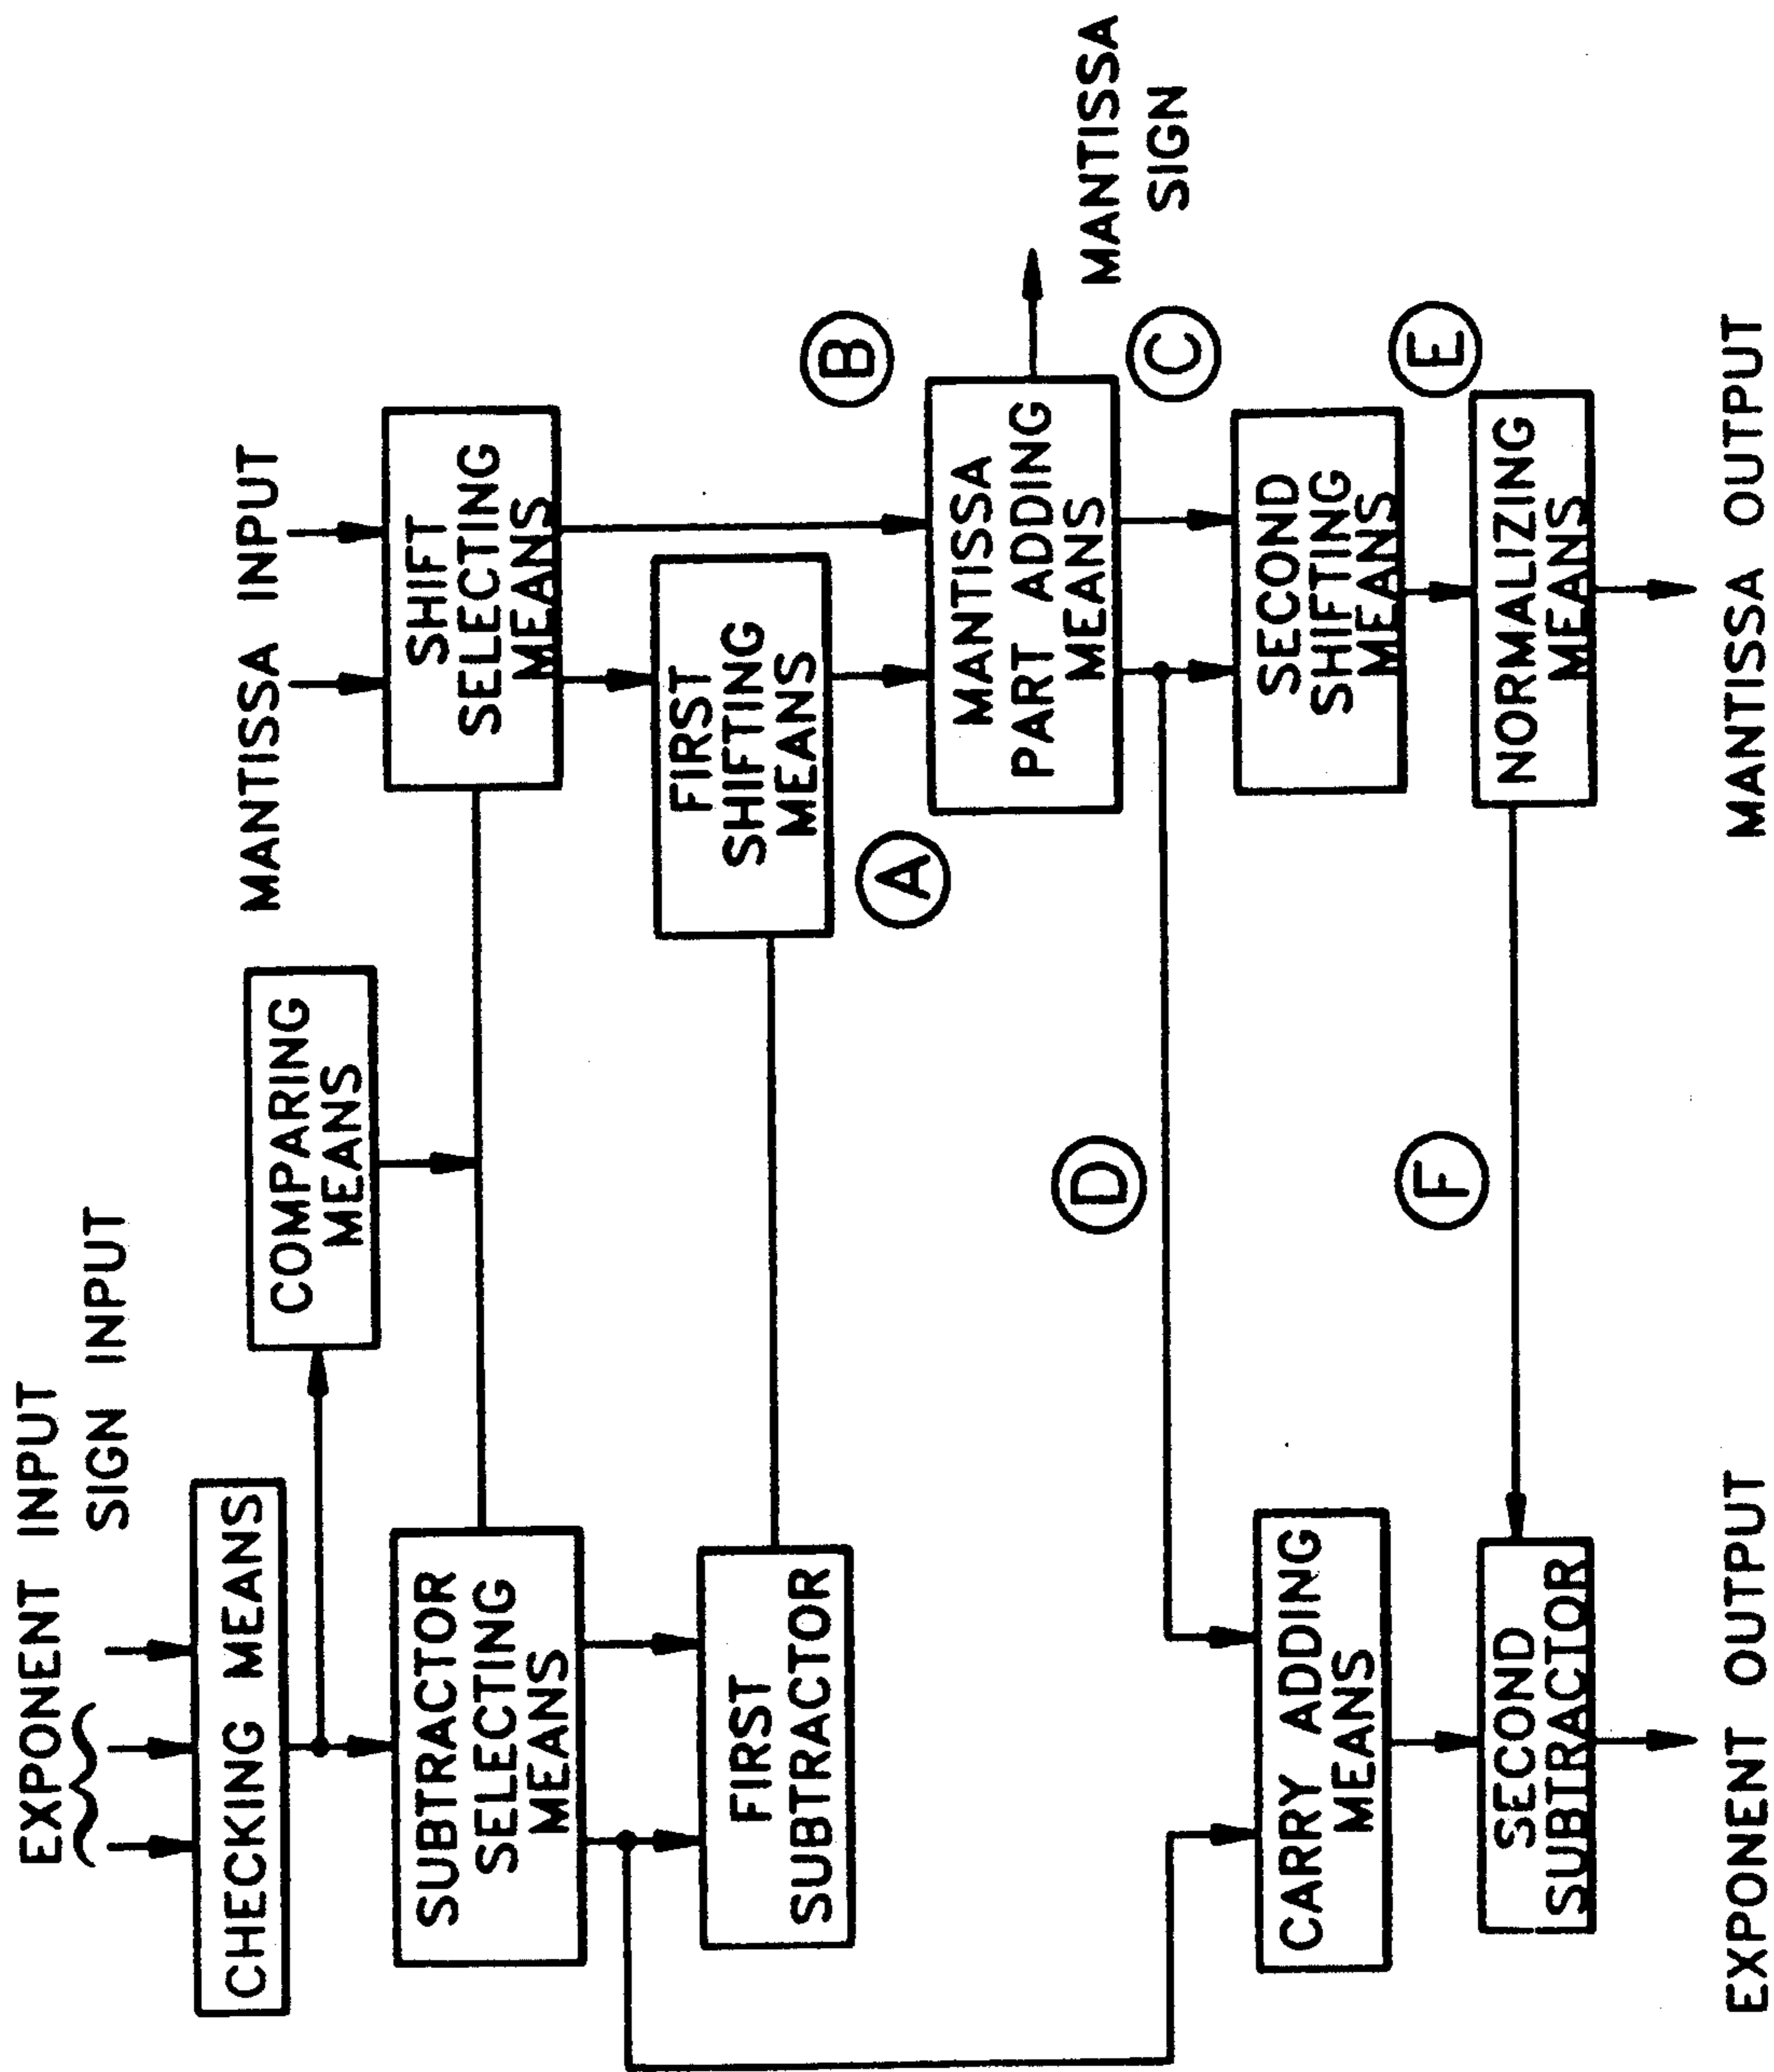 EXPONENT INPUT
SIGN INPUT
CHECKING MEANS
COMPARING
MEANS
MANTISSA INPUT
SUBTRACTOR
SELECTING
MEANS
SHIFT
SELECTING
MEANS
FIRST
SUBTRACTOR
FIRST
SHIFTING
MEANS
A
B
MANTISSA
PART ADDING
MEANS
MANTISSA
SIGN
C
D
CARRY ADDING
MEANS
SECOND
SHIFTING
MEANS
E
F
SECOND
SUBTRACTOR
NORMALIZING
MEANS
EXPONENT OUTPUT
MANTISSA OUTPUT